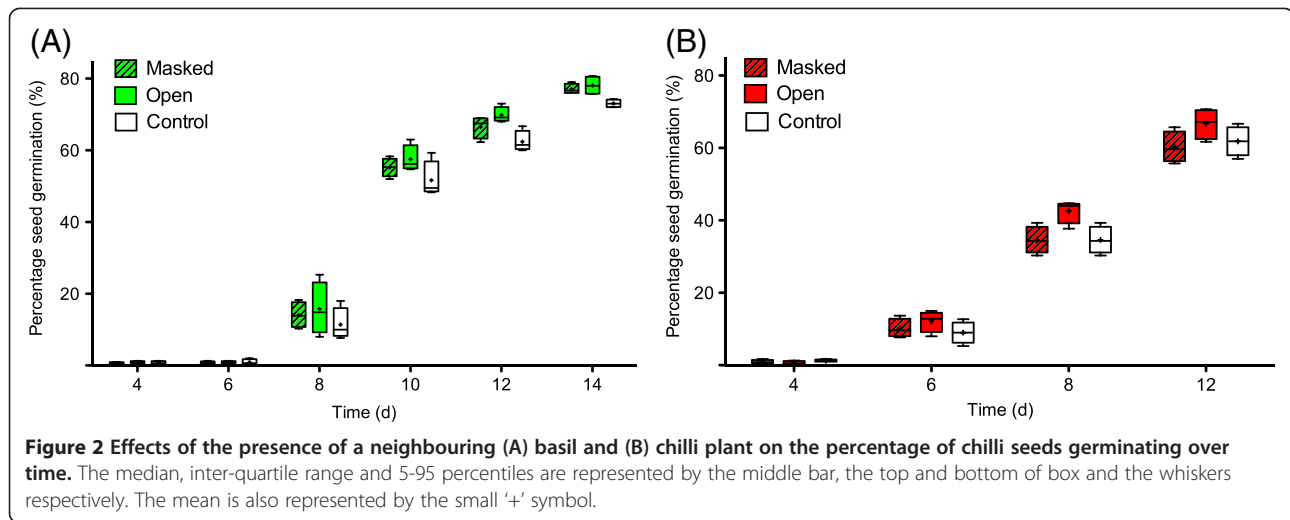 (A)
Masked
Open
Control
Percentage seed germination (%)
80
60
40
20
4 6 8 10 12 14
Time (d)
(B)
Masked
Open
Control
Percentage seed germination (%)
80
60
40
20
4 6 8 12
Time (d)
Figure 2 Effects of the presence of a neighbouring (A) basil and (B) chilli plant on the percentage of chilli seeds germinating over
time. The median, inter-quartile range and 5-95 percentiles are represented by the middle bar, the top and bottom of box and the whiskers
respectively. The mean is also represented by the small ‘+’ symbol.